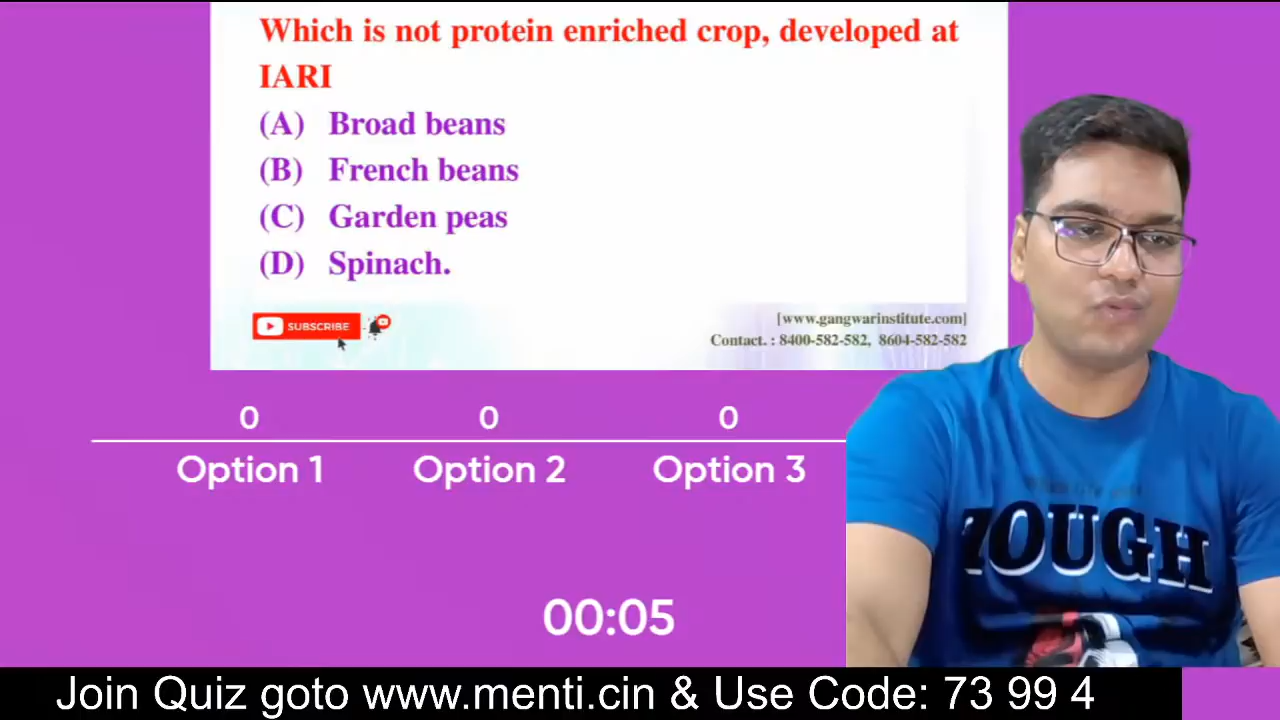 Which is not protein enriched crop, developed at
IARI
(A) Broad beans
(B) French beans
(C) Garden peas
(D) Spinach.
SUBSCRIBE
[www.gangwarinstitute.com]
Contact. : 8400-582-582, 8604-582-582
0 0 0
Option 1 Option 2 Option 3
ZOUGH
00:05
Join Quiz goto www.menti.cin & Use Code: 73 99 4